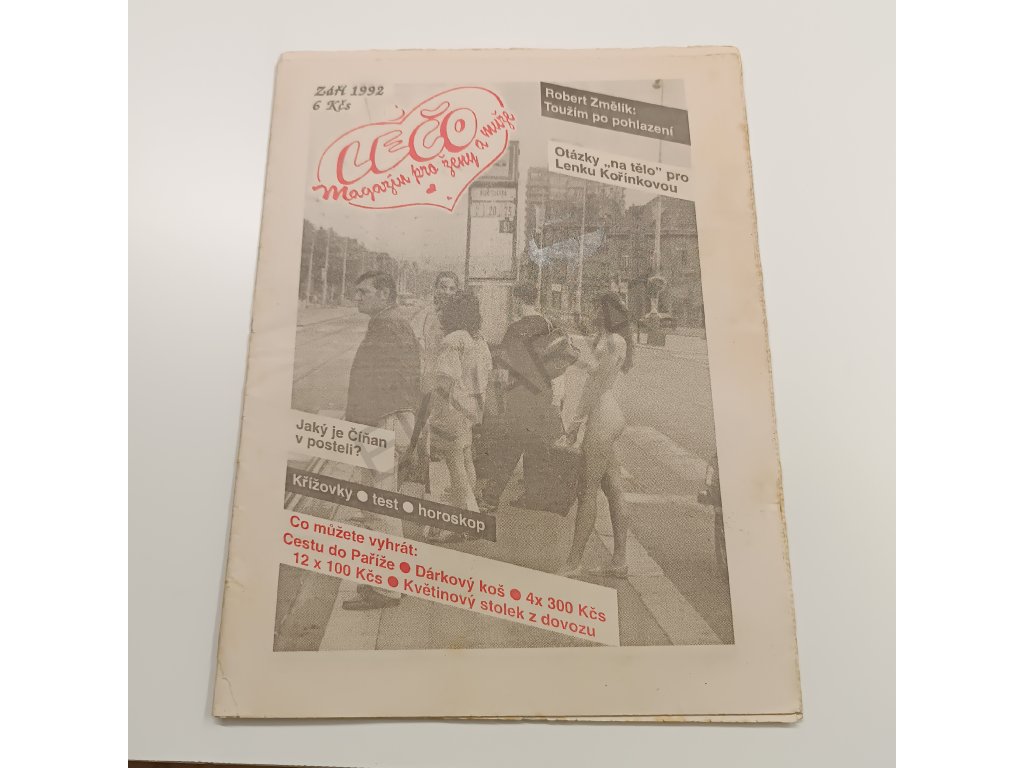 Září 1992
6 Kčs
LEČO
Magazín pro ženy a muže
Robert Změlík:
Toužím po pohlazení
Otázky „na tělo" pro
Lenku Kořínkovou
Jaký je Číňan
v posteli?
Křížovky ● test ● horoskop
Co můžete vyhrát:
Cestu do Paříže ● Dárkový koš ● 4x 300 Kčs
12 x 100 Kčs ● Květinový stolek z dovozu